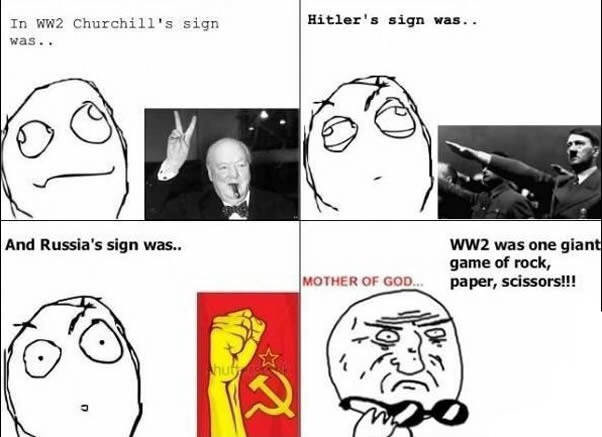 In WW2 Churchill's sign
was..
Hitler's sign was..
And Russia's sign was..
WW2 was one giant
game of rock,
paper, scissors!!!
MOTHER OF GOD...